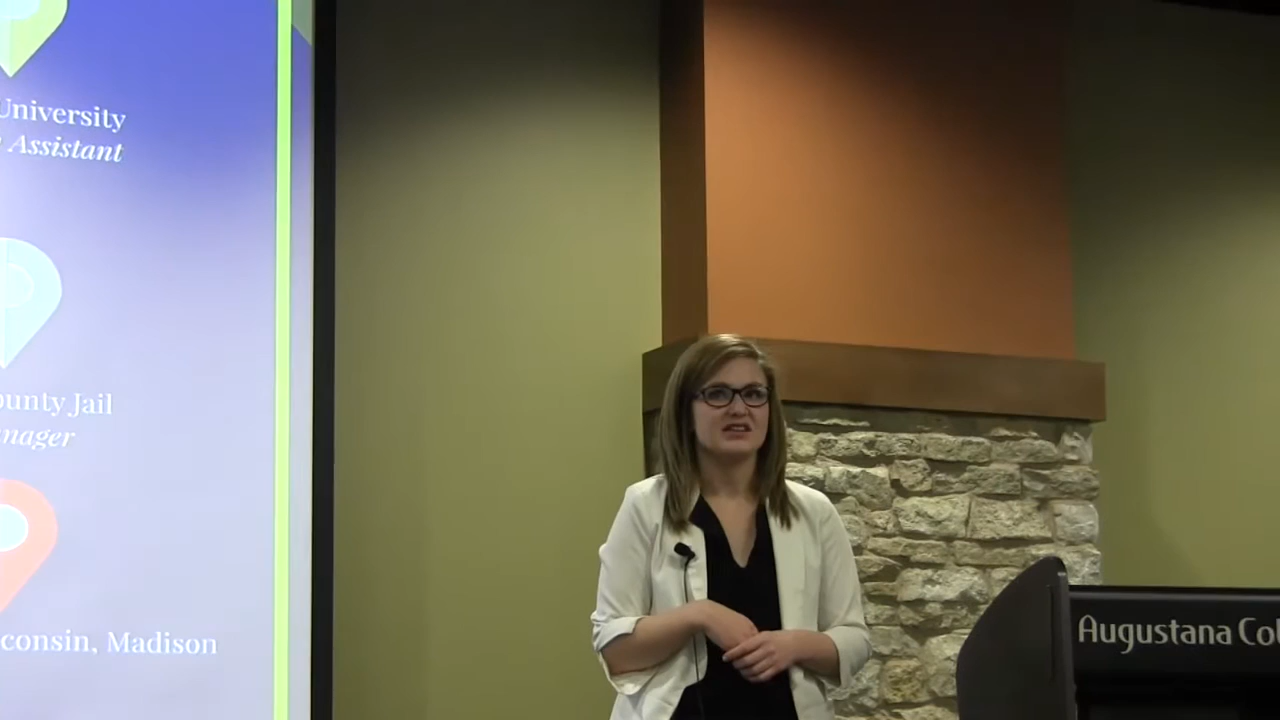 University
Assistant
ounty Jail
nager
consin, Madison
Augustana Col